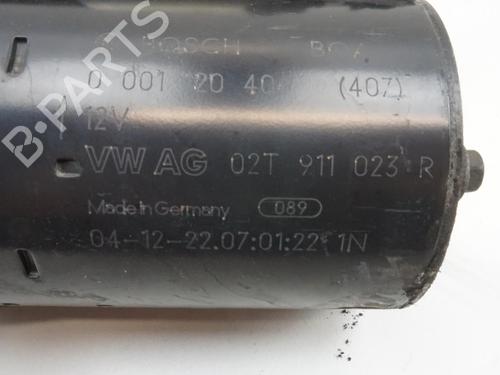 BOSCH
0 001 120 40 (407)
12V
VW AG 02T 911 023 R
Made in Germany 089
04-12-22.07:01:22 1N
B-Parts